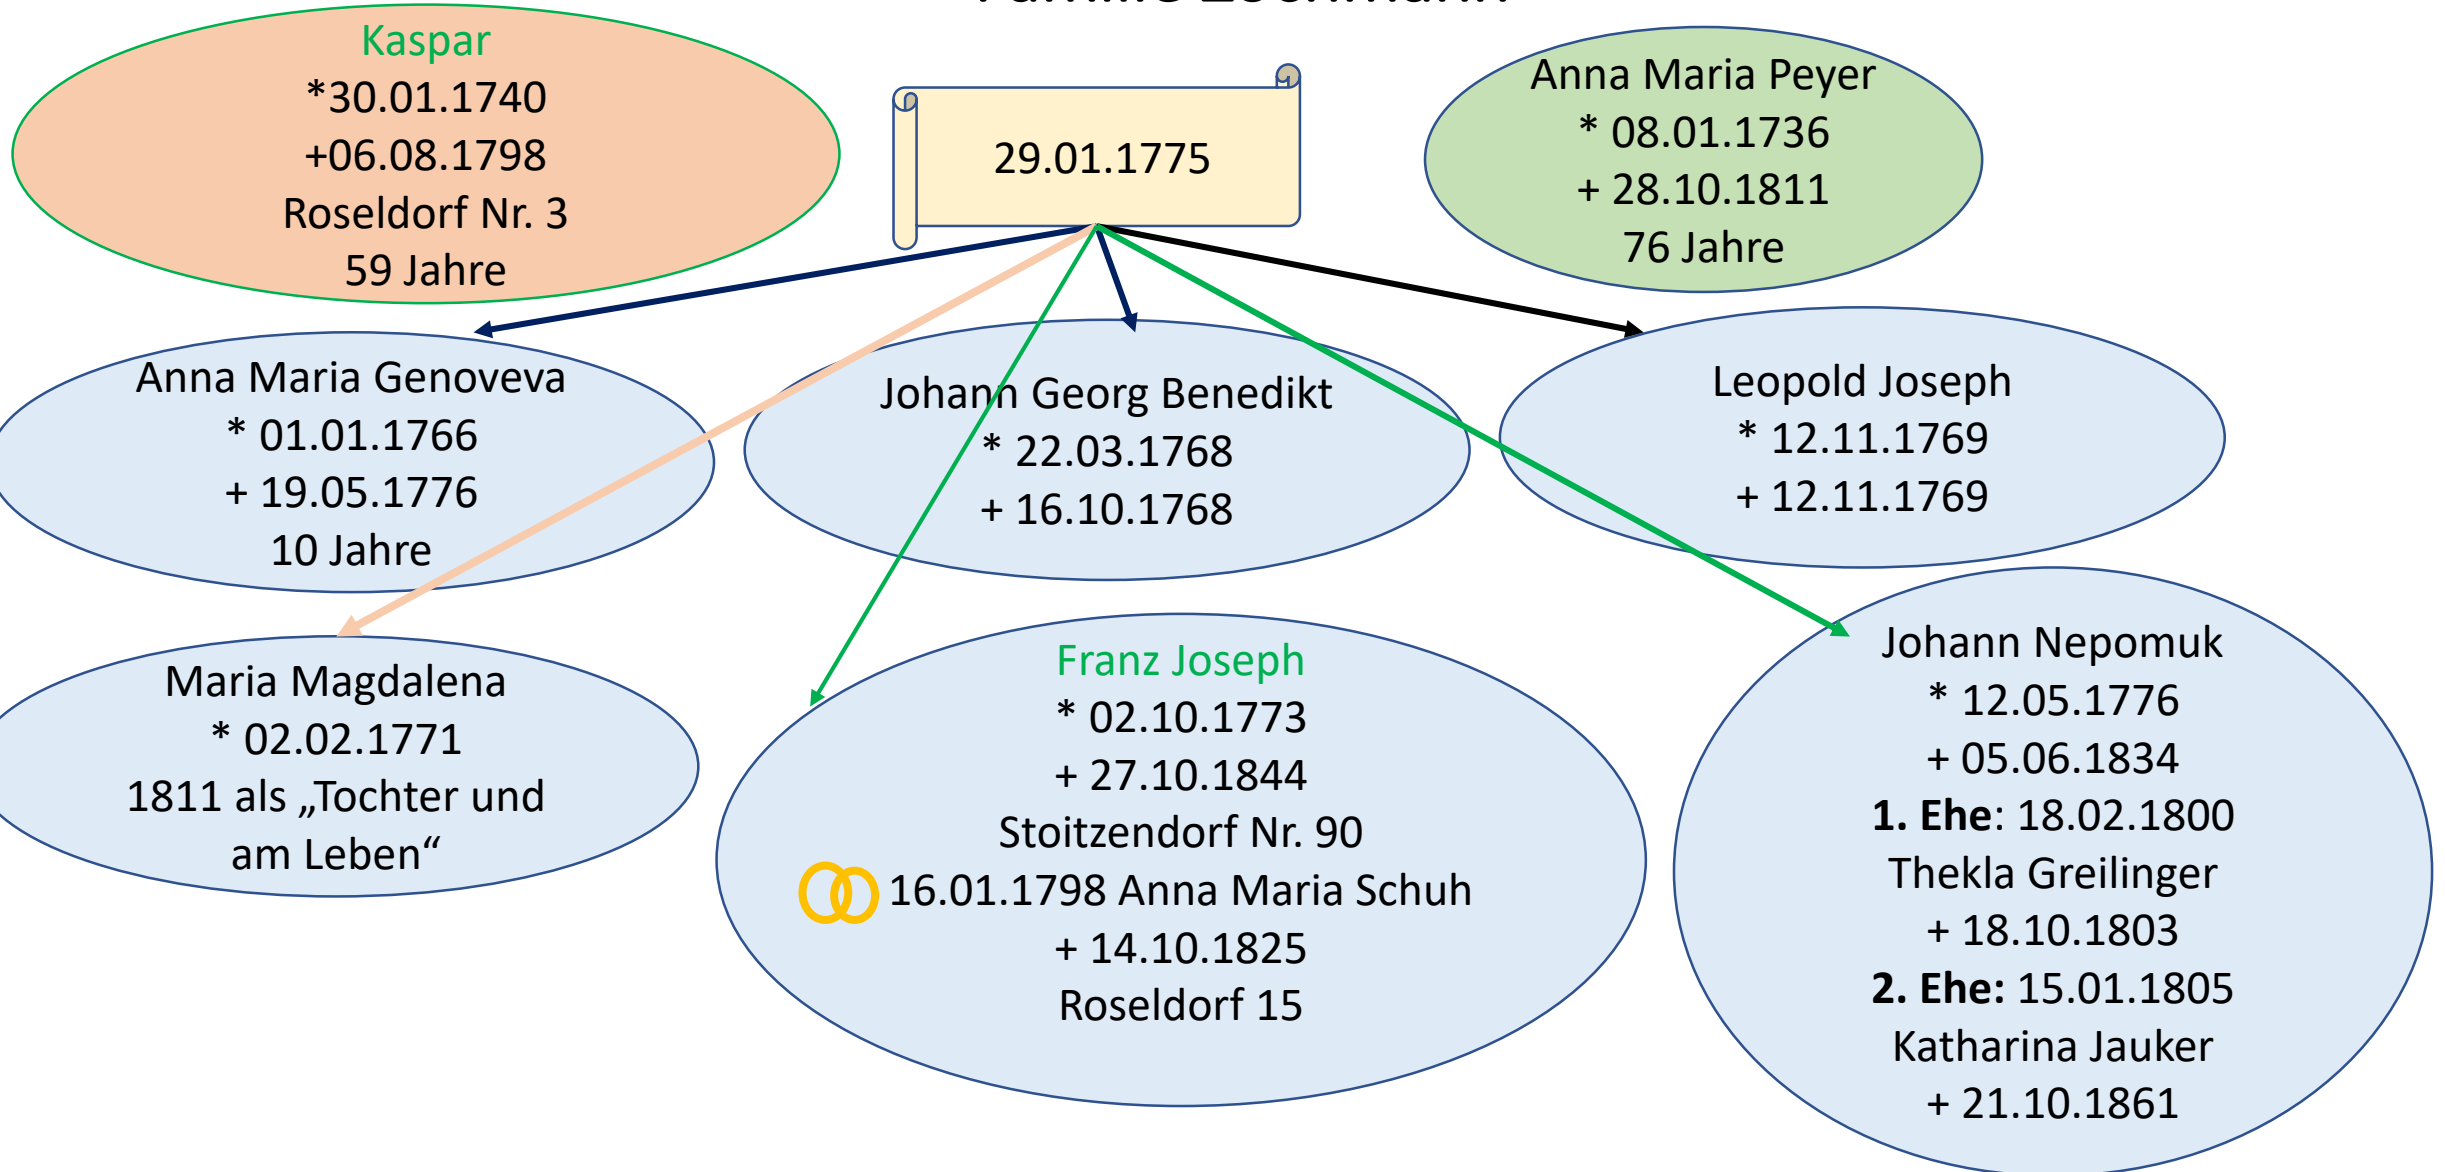 Kaspar
*30.01.1740
+06.08.1798
Roseldorf Nr. 3
59 Jahre
29.01.1775
Anna Maria Peyer
* 08.01.1736
+ 28.10.1811
76 Jahre
Anna Maria Genoveva
* 01.01.1766
+ 19.05.1776
10 Jahre
Johann Georg Benedikt
* 22.03.1768
+ 16.10.1768
Leopold Joseph
* 12.11.1769
+ 12.11.1769
Maria Magdalena
* 02.02.1771
1811 als „Tochter und
am Leben“
Franz Joseph
* 02.10.1773
+ 27.10.1844
Stoitzendorf Nr. 90
16.01.1798 Anna Maria Schuh
+ 14.10.1825
Roseldorf 15
Johann Nepomuk
* 12.05.1776
+ 05.06.1834
1. Ehe: 18.02.1800
Thekla Greilinger
+ 18.10.1803
2. Ehe: 15.01.1805
Katharina Jauker
+ 21.10.1861